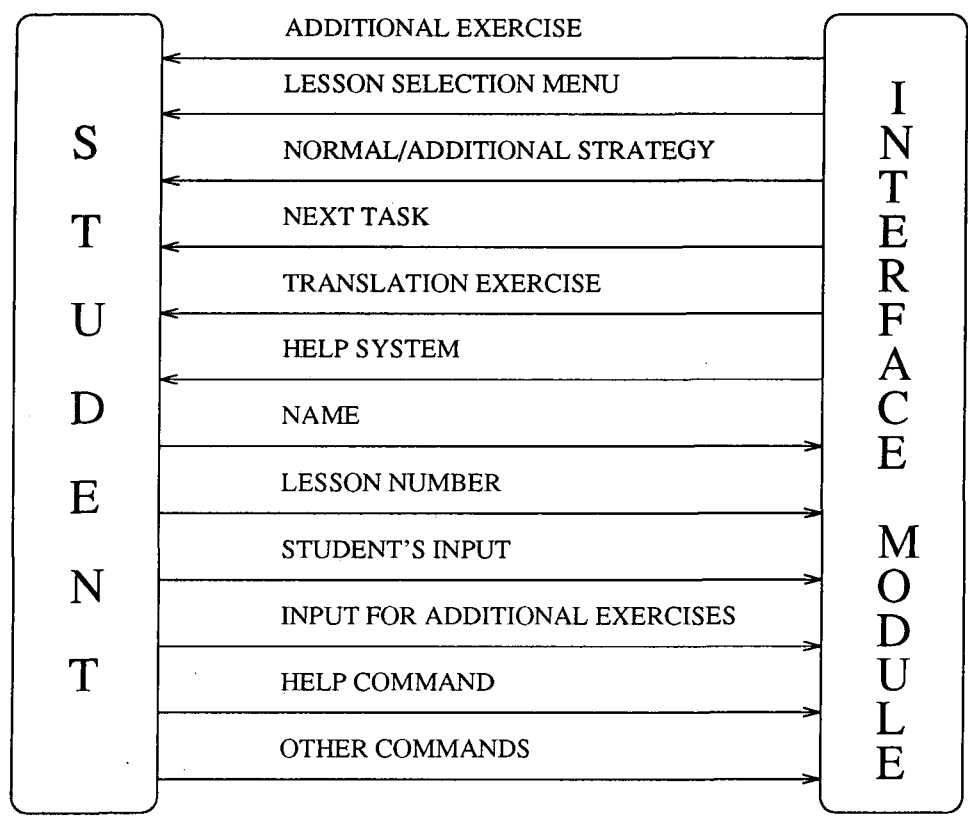 STUDENT
ADDITIONAL EXERCISE
LESSON SELECTION MENU
NORMAL/ADDITIONAL STRATEGY
NEXT TASK
TRANSLATION EXERCISE
HELP SYSTEM
NAME
LESSON NUMBER
STUDENT'S INPUT
INPUT FOR ADDITIONAL EXERCISES
HELP COMMAND
OTHER COMMANDS
INTERFACE MODULE